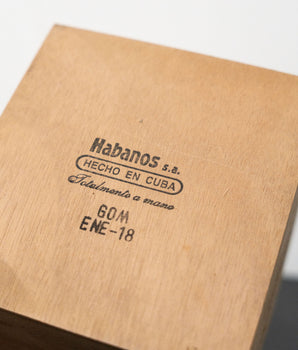 Habanos s.a.
HECHO EN CUBA
Totalmente a mano
GOM
ENE-18